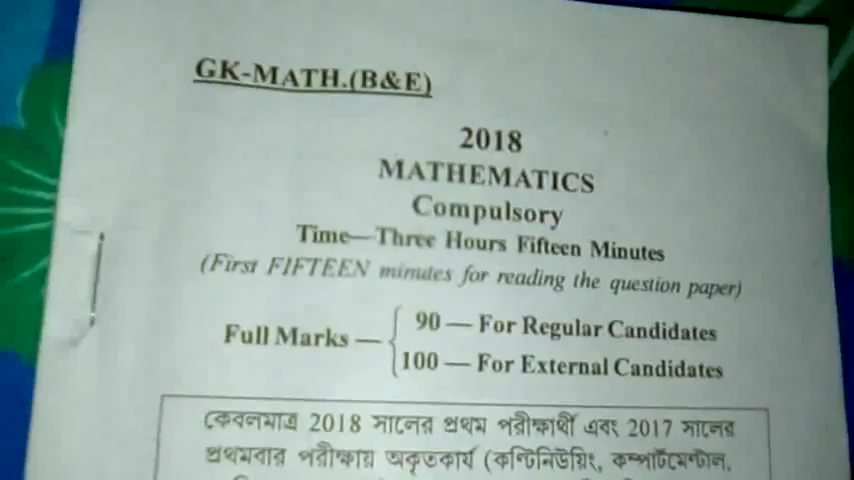 GK-MATH.(B&E)
2018
MATHEMATICS
Compulsory
Time—Three Hours Fifteen Minutes
(First FIFTEEN minutes for reading the question paper)
Full Marks — { 90 — For Regular Candidates
100 — For External Candidates
কেবলমাত্র 2018 সালের প্রথম পরীক্ষার্থী এবং 2017 সালের
প্রথমবার পরীক্ষায় অকৃতকার্য (কন্টিনিউয়িং, কম্পার্টমেন্টাল,